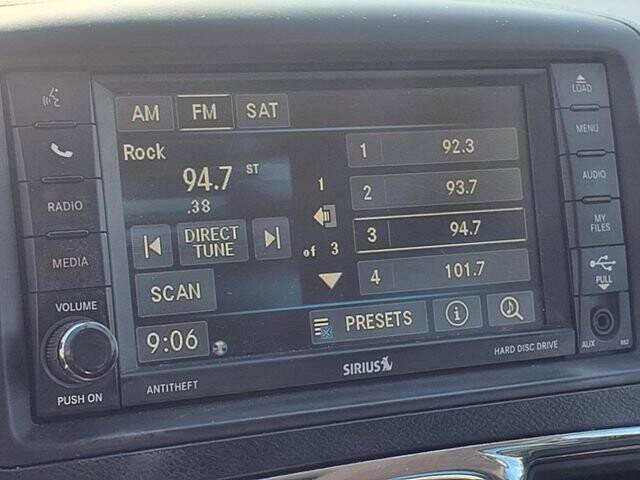 AM FM SAT
LOAD
MENU
Rock
94.7 ST
.38
1
of 3
1 92.3
2 93.7
3 94.7
4 101.7
RADIO
MEDIA
DIRECT
TUNE
SCAN
AUDIO
MY
FILES
PULL
VOLUME
9:06
PRESETS
i
AUX
PUSH ON
ANTITHEFT
SIRIUS
HARD DISC DRIVE